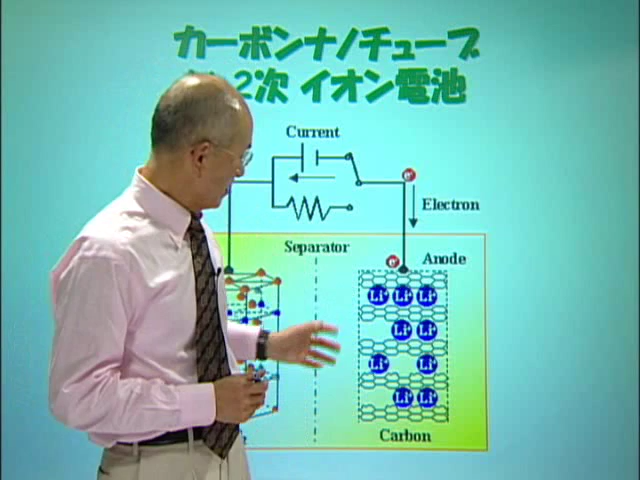 カーボンナノチューブ
2次 イオン電池
Current
e⁻
Electron
Separator
e⁻
Anode
Li⁺ Li⁺ Li⁺
Li⁺ Li⁺
Li⁺ Li⁺
Li⁺ Li⁺
Carbon